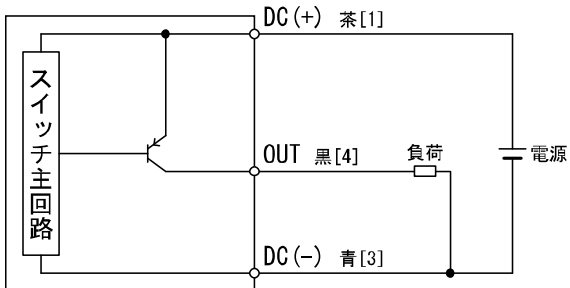 DC(+) 茶[1]
スイッチ主回路
OUT 黒[4]
負荷
電源
DC(-) 青[3]